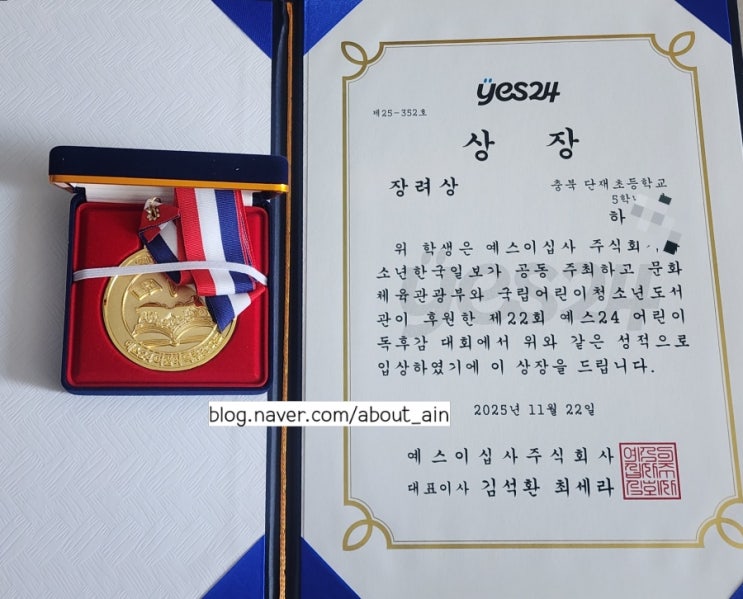 yes24
제25-352호
상 장
장려상
충북 단재초등학교
5학
하
위 학생은 예스이십사 주식회
소년한국일보가 공동 주최하고 문화
체육관광부와 국립어린이청소년도서
관이 후원한 제22회 예스24 어린이
독후감 대회에서 위와 같은 성적으로
입상하였기에 이 상장을 드립니다.
2025년 11월 22일
예스이십사주식회사
대표이사 김석환 최세라
blog.naver.com/about_ain